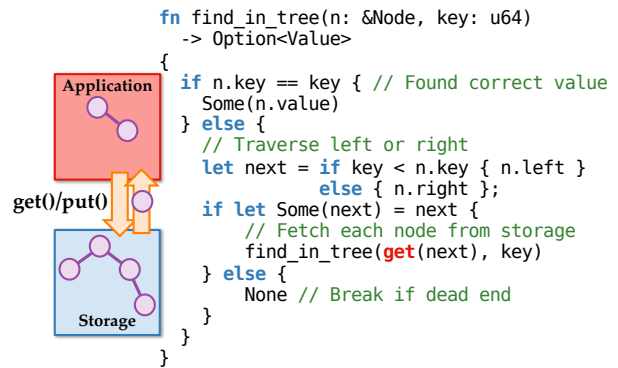 fn find_in_tree(n: &Node, key: u64)
  -> Option<Value>
{
  if n.key == key { // Found correct value
    Some(n.value)
  } else {
    // Traverse left or right
    let next = if key < n.key { n.left }
               else { n.right };
    if let Some(next) = next {
        // Fetch each node from storage
        find_in_tree(get(next), key)
    } else {
        None // Break if dead end
    }
  }
}
Application
get()/put()
Storage